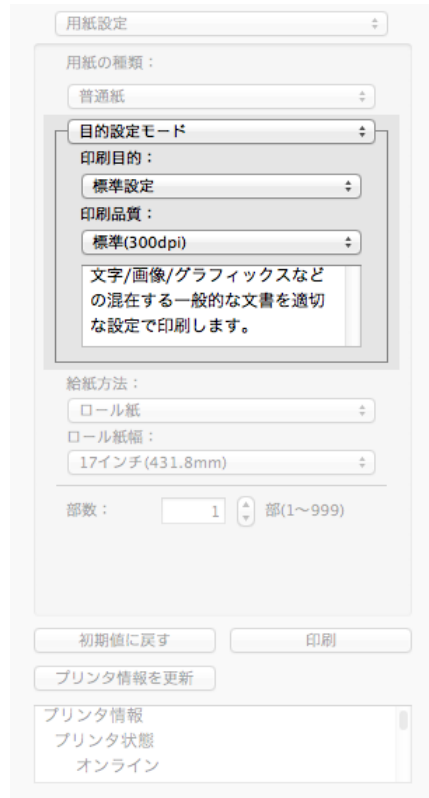 用紙設定
用紙の種類：
普通紙
目的設定モード
印刷目的：
標準設定
印刷品質：
標準(300dpi)
文字/画像/グラフィックスなど
の混在する一般的な文書を適切
な設定で印刷します。
給紙方法：
ロール紙
ロール紙幅：
17インチ(431.8mm)
部数： 1 部(1〜999)
初期値に戻す 印刷
プリンタ情報を更新
プリンタ情報
プリンタ状態
オンライン